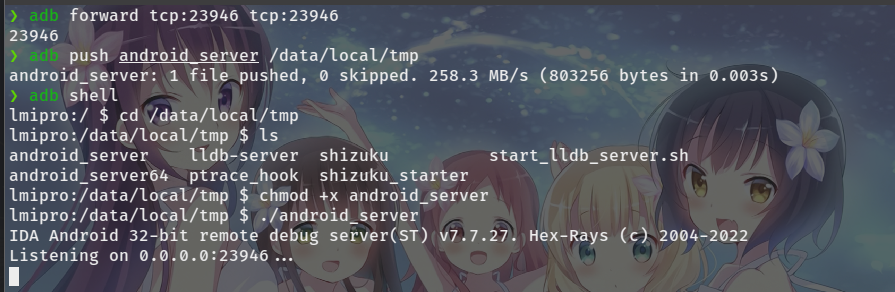 ❯ adb forward tcp:23946 tcp:23946
23946
❯ adb push android_server /data/local/tmp
android_server: 1 file pushed, 0 skipped. 258.3 MB/s (803256 bytes in 0.003s)
❯ adb shell
lmipro:/ $ cd /data/local/tmp
lmipro:/data/local/tmp $ ls
android_server    lldb-server  shizuku          start_lldb_server.sh
android_server64  ptrace_hook  shizuku_starter
lmipro:/data/local/tmp $ chmod +x android_server
lmipro:/data/local/tmp $ ./android_server
IDA Android 32-bit remote debug server(ST) v7.7.27. Hex-Rays (c) 2004-2022
Listening on 0.0.0.0:23946...